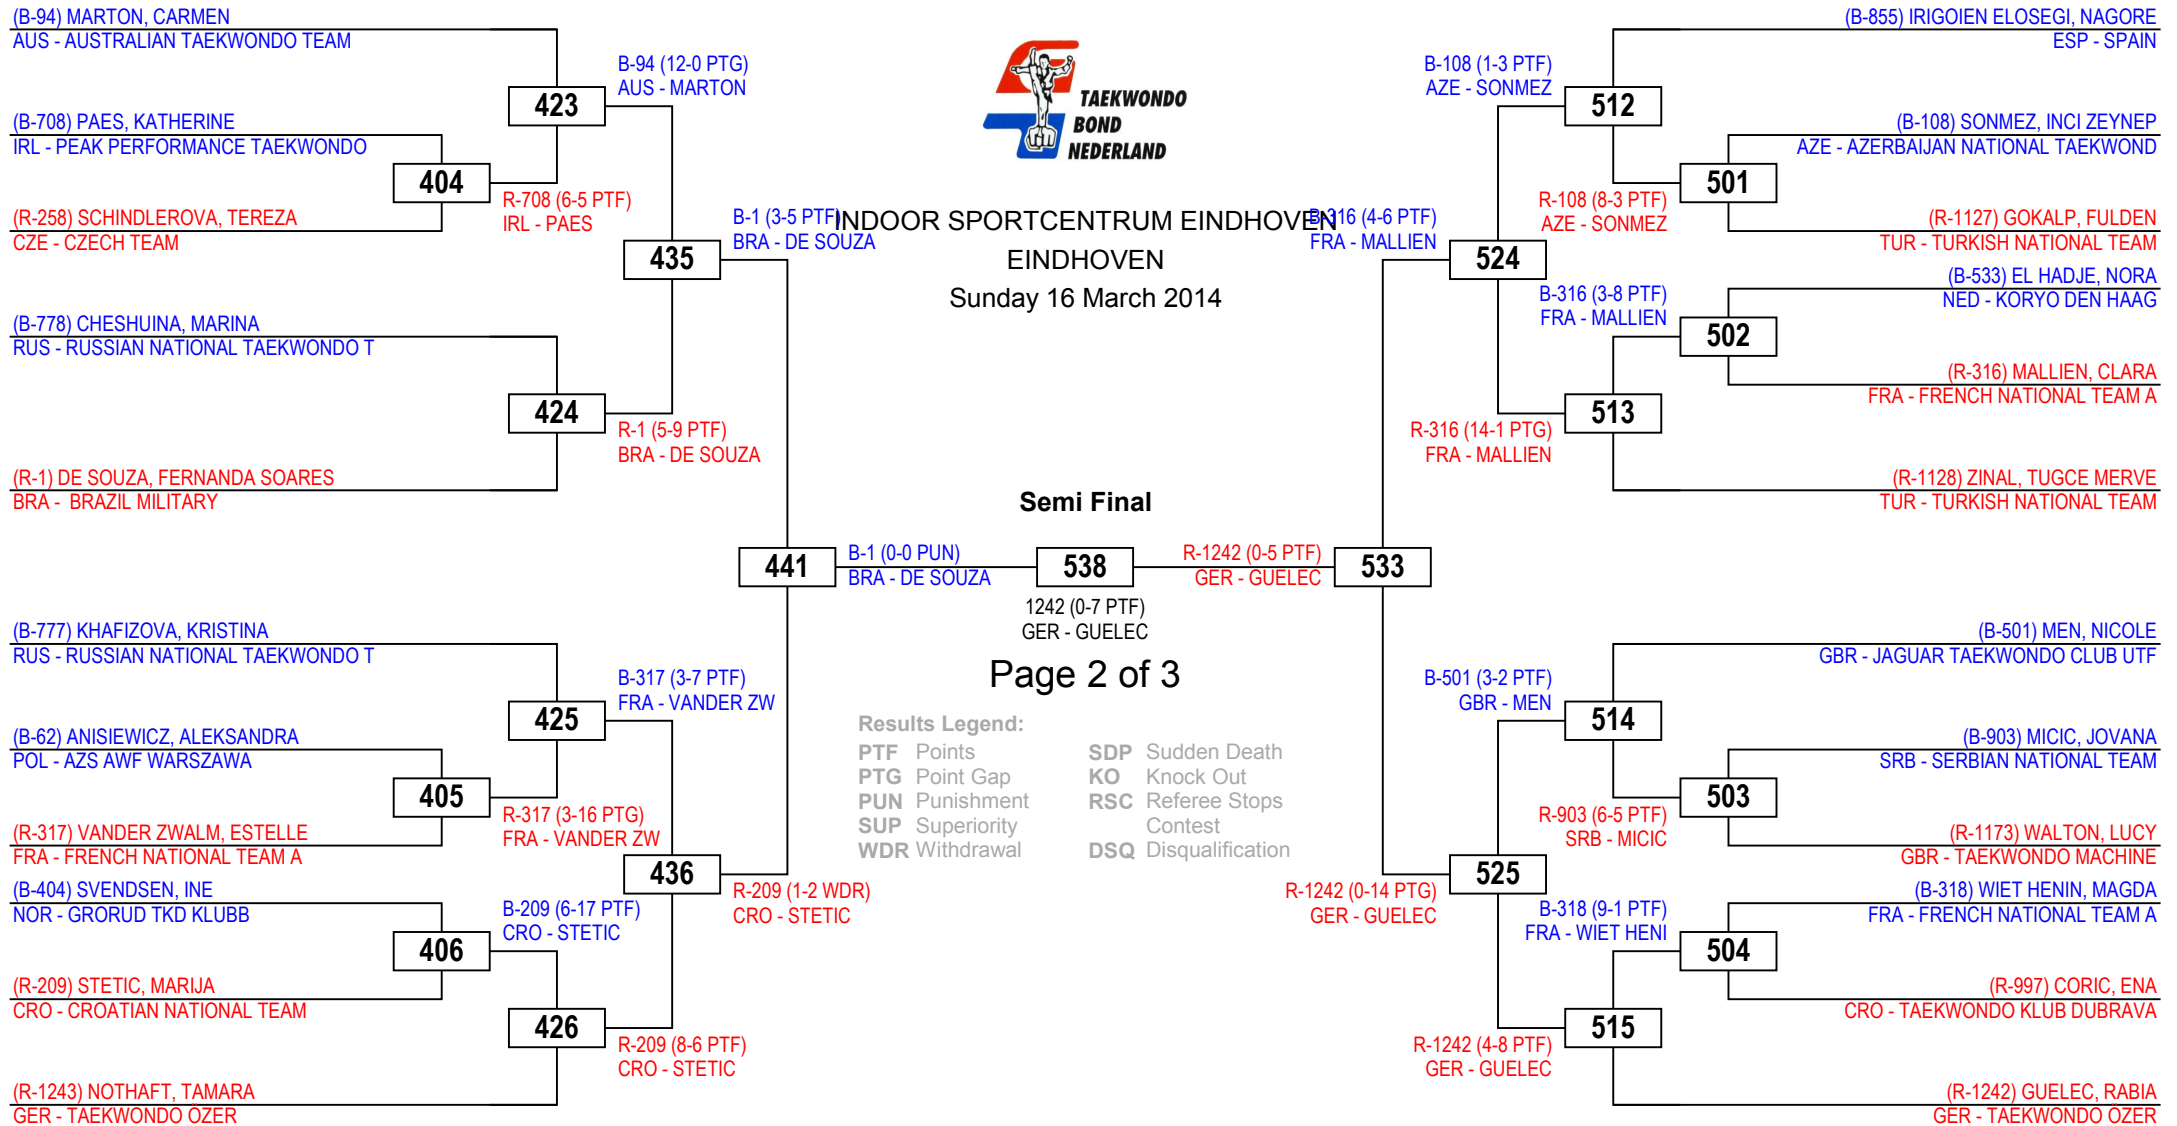 (B-94) MARTON, CARMEN
AUS - AUSTRALIAN TAEKWONDO TEAM
(B-708) PAES, KATHERINE
IRL - PEAK PERFORMANCE TAEKWONDO
(R-258) SCHINDLEROVA, TEREZA
CZE - CZECH TEAM
(B-778) CHESHUINA, MARINA
RUS - RUSSIAN NATIONAL TAEKWONDO T
(R-1) DE SOUZA, FERNANDA SOARES
BRA - BRAZIL MILITARY
(B-777) KHAFIZOVA, KRISTINA
RUS - RUSSIAN NATIONAL TAEKWONDO T
(B-62) ANISIEWICZ, ALEKSANDRA
POL - AZS AWF WARSZAWA
(R-317) VANDER ZWALM, ESTELLE
FRA - FRENCH NATIONAL TEAM A
(B-404) SVENDSEN, INE
NOR - GRORUD TKD KLUBB
(R-209) STETIC, MARIJA
CRO - CROATIAN NATIONAL TEAM
(R-1243) NOTHAFT, TAMARA
GER - TAEKWONDO ÖZER
404
R-708 (6-5 PTF)
IRL - PAES
405
R-317 (3-16 PTG)
FRA - VANDER ZW
406
B-209 (6-17 PTF)
CRO - STETIC
423
B-94 (12-0 PTG)
AUS - MARTON
424
R-1 (5-9 PTF)
BRA - DE SOUZA
425
B-317 (3-7 PTF)
FRA - VANDER ZW
426
R-209 (8-6 PTF)
CRO - STETIC
435
B-1 (3-5 PTF)
BRA - DE SOUZA
436
R-209 (1-2 WDR)
CRO - STETIC
441
B-1 (0-0 PUN)
BRA - DE SOUZA
TAEKWONDO
BOND
NEDERLAND
INDOOR SPORTCENTRUM EINDHOVEN
EINDHOVEN
Sunday 16 March 2014
Semi Final
538
1242 (0-7 PTF)
GER - GUELEC
Page 2 of 3
Results Legend:
PTF Points SDP Sudden Death
PTG Point Gap KO Knock Out
PUN Punishment RSC Referee Stops
SUP Superiority Contest
WDR Withdrawal DSQ Disqualification
R-1242 (0-5 PTF)
GER - GUELEC
533
B-316 (4-6 PTF)
FRA - MALLIEN
524
R-1242 (0-14 PTG)
GER - GUELEC
525
B-108 (1-3 PTF)
AZE - SONMEZ
512
R-316 (14-1 PTG)
FRA - MALLIEN
513
B-501 (3-2 PTF)
GBR - MEN
514
R-1242 (4-8 PTF)
GER - GUELEC
515
R-108 (8-3 PTF)
AZE - SONMEZ
501
B-316 (3-8 PTF)
FRA - MALLIEN
502
R-903 (6-5 PTF)
SRB - MICIC
503
B-318 (9-1 PTF)
FRA - WIET HENI
504
(B-855) IRIGOIEN ELOSEGI, NAGORE
ESP - SPAIN
(B-108) SONMEZ, INCI ZEYNEP
AZE - AZERBAIJAN NATIONAL TAEKWOND
(R-1127) GOKALP, FULDEN
TUR - TURKISH NATIONAL TEAM
(B-533) EL HADJE, NORA
NED - KORYO DEN HAAG
(R-316) MALLIEN, CLARA
FRA - FRENCH NATIONAL TEAM A
(R-1128) ZINAL, TUGCE MERVE
TUR - TURKISH NATIONAL TEAM
(B-501) MEN, NICOLE
GBR - JAGUAR TAEKWONDO CLUB UTF
(B-903) MICIC, JOVANA
SRB - SERBIAN NATIONAL TEAM
(R-1173) WALTON, LUCY
GBR - TAEKWONDO MACHINE
(B-318) WIET HENIN, MAGDA
FRA - FRENCH NATIONAL TEAM A
(R-997) CORIC, ENA
CRO - TAEKWONDO KLUB DUBRAVA
(R-1242) GUELEC, RABIA
GER - TAEKWONDO ÖZER